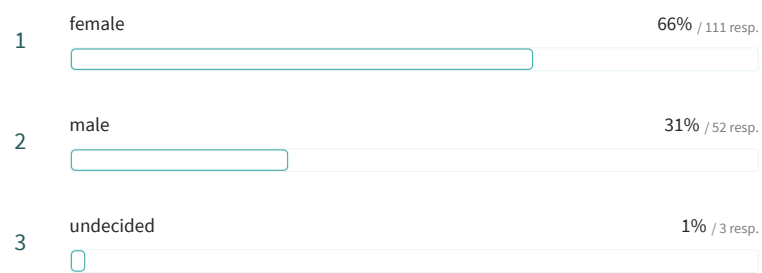 1 female 66% / 111 resp.
2 male 31% / 52 resp.
3 undecided 1% / 3 resp.